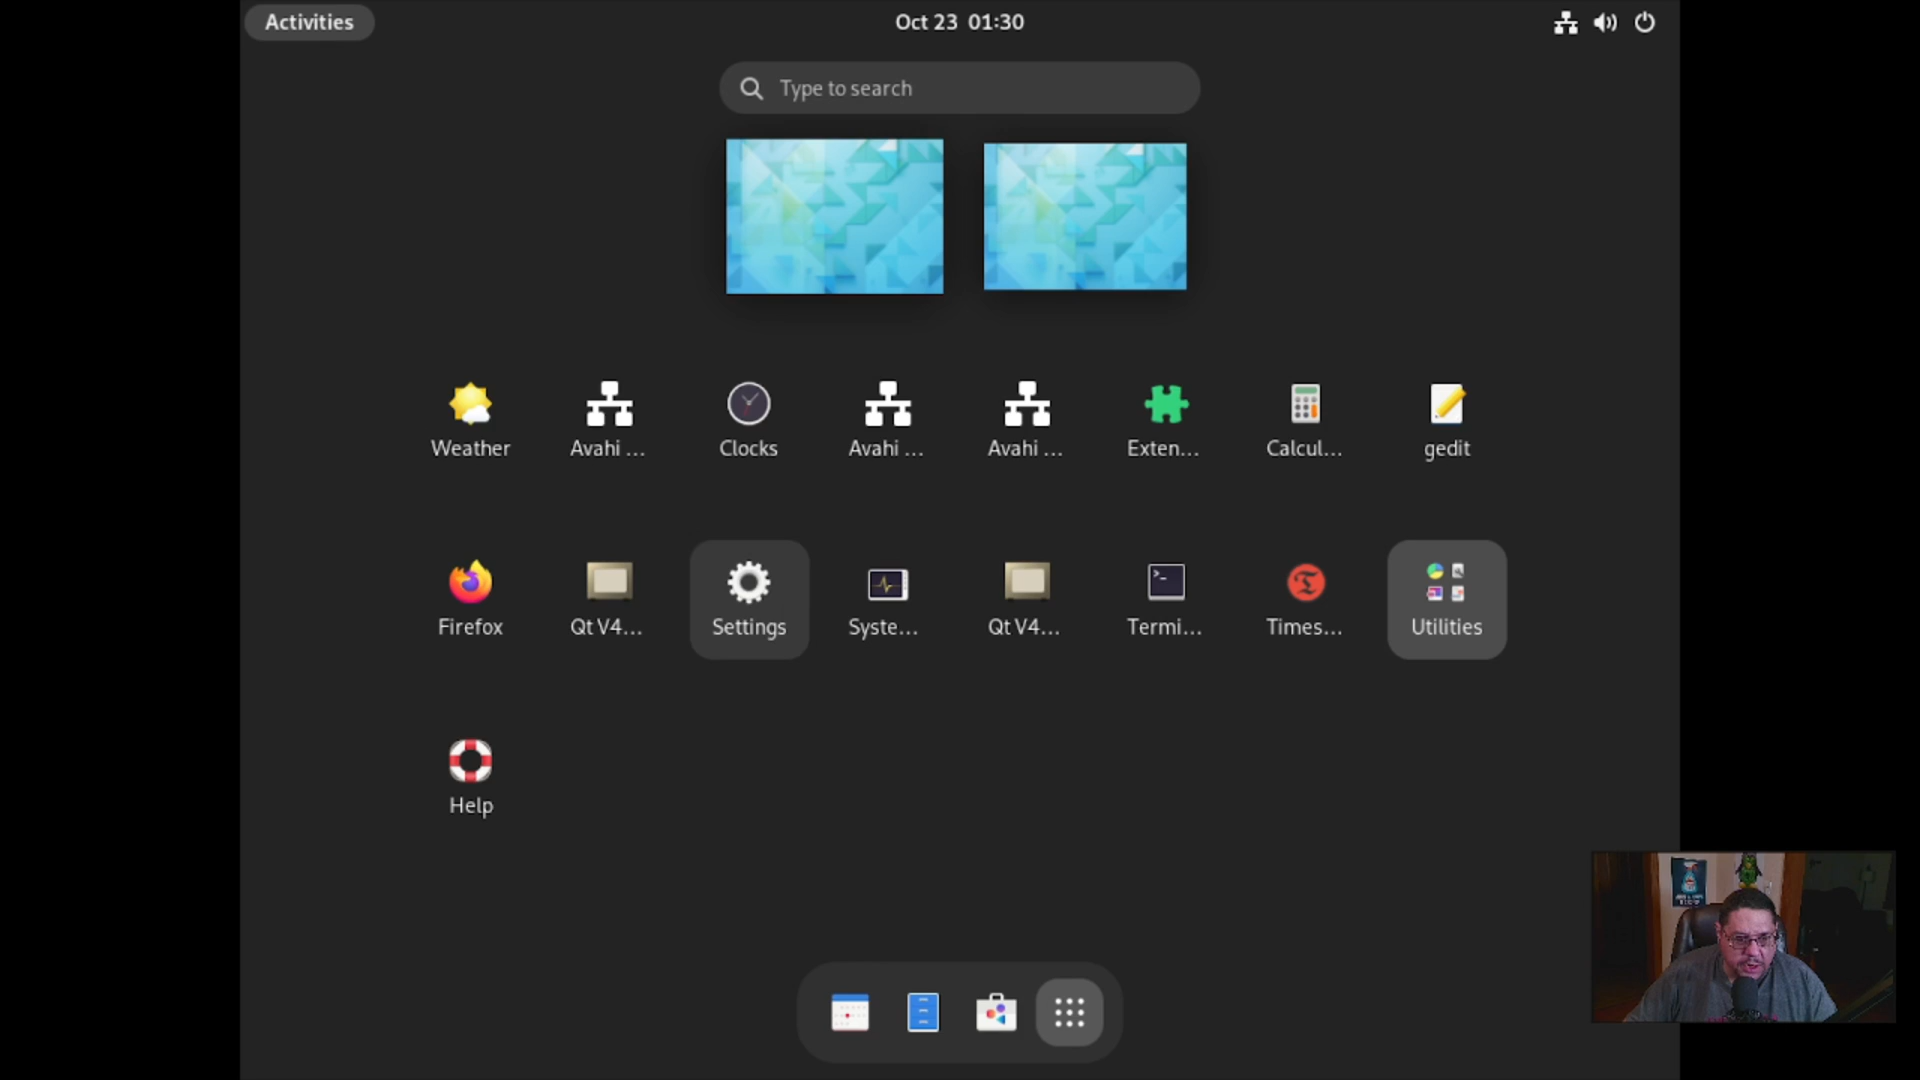 Activities
Oct 23 01:30
Type to search
Weather
Avahi ...
Clocks
Avahi ...
Avahi ...
Exten...
Calcul...
gedit
Firefox
Qt V4...
Settings
Syste...
Qt V4...
Termi...
Times...
Utilities
Help